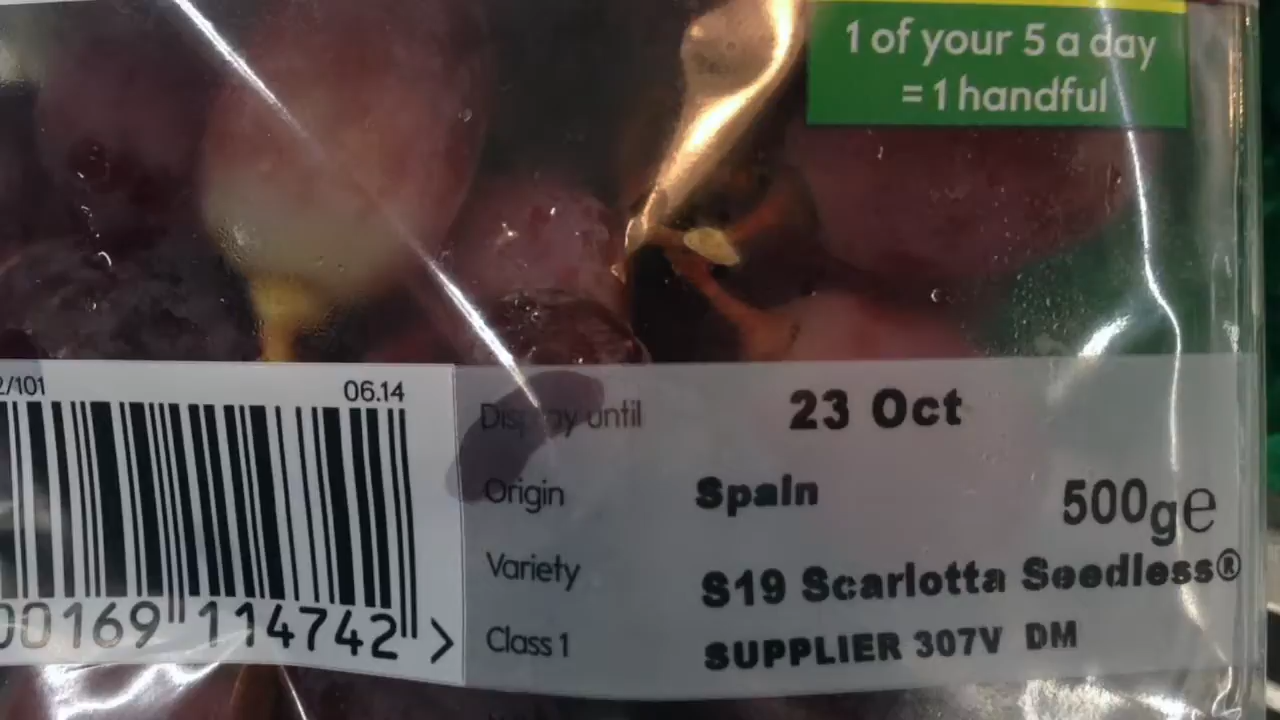 1 of your 5 a day
= 1 handful
2/101 06.14
00169 114742 >
Display until 23 Oct
Origin Spain 500g e
Variety S19 Scarlotta Seedless®
Class 1 SUPPLIER 307V DM